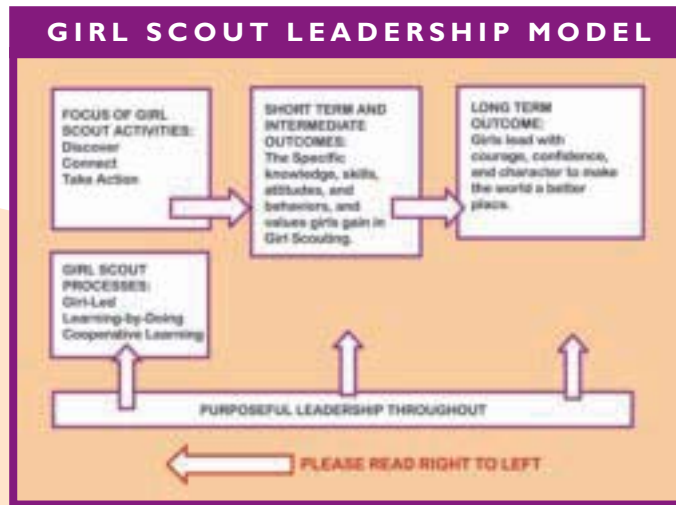 GIRL SCOUT LEADERSHIP MODEL
FOCUS OF GIRL
SCOUT ACTIVITIES:
Discover
Connect
Take Action
SHORT TERM AND
INTERMEDIATE
OUTCOMES:
The Specific
knowledge, skills,
attitudes, and
behaviors, and
values girls gain in
Girl Scouting.
LONG TERM
OUTCOME:
Girls lead with
courage, confidence,
and character to make
the world a better
place.
GIRL SCOUT
PROCESSES:
Girl-Led
Learning-by-Doing
Cooperative Learning
PURPOSEFUL LEADERSHIP THROUGHOUT
PLEASE READ RIGHT TO LEFT